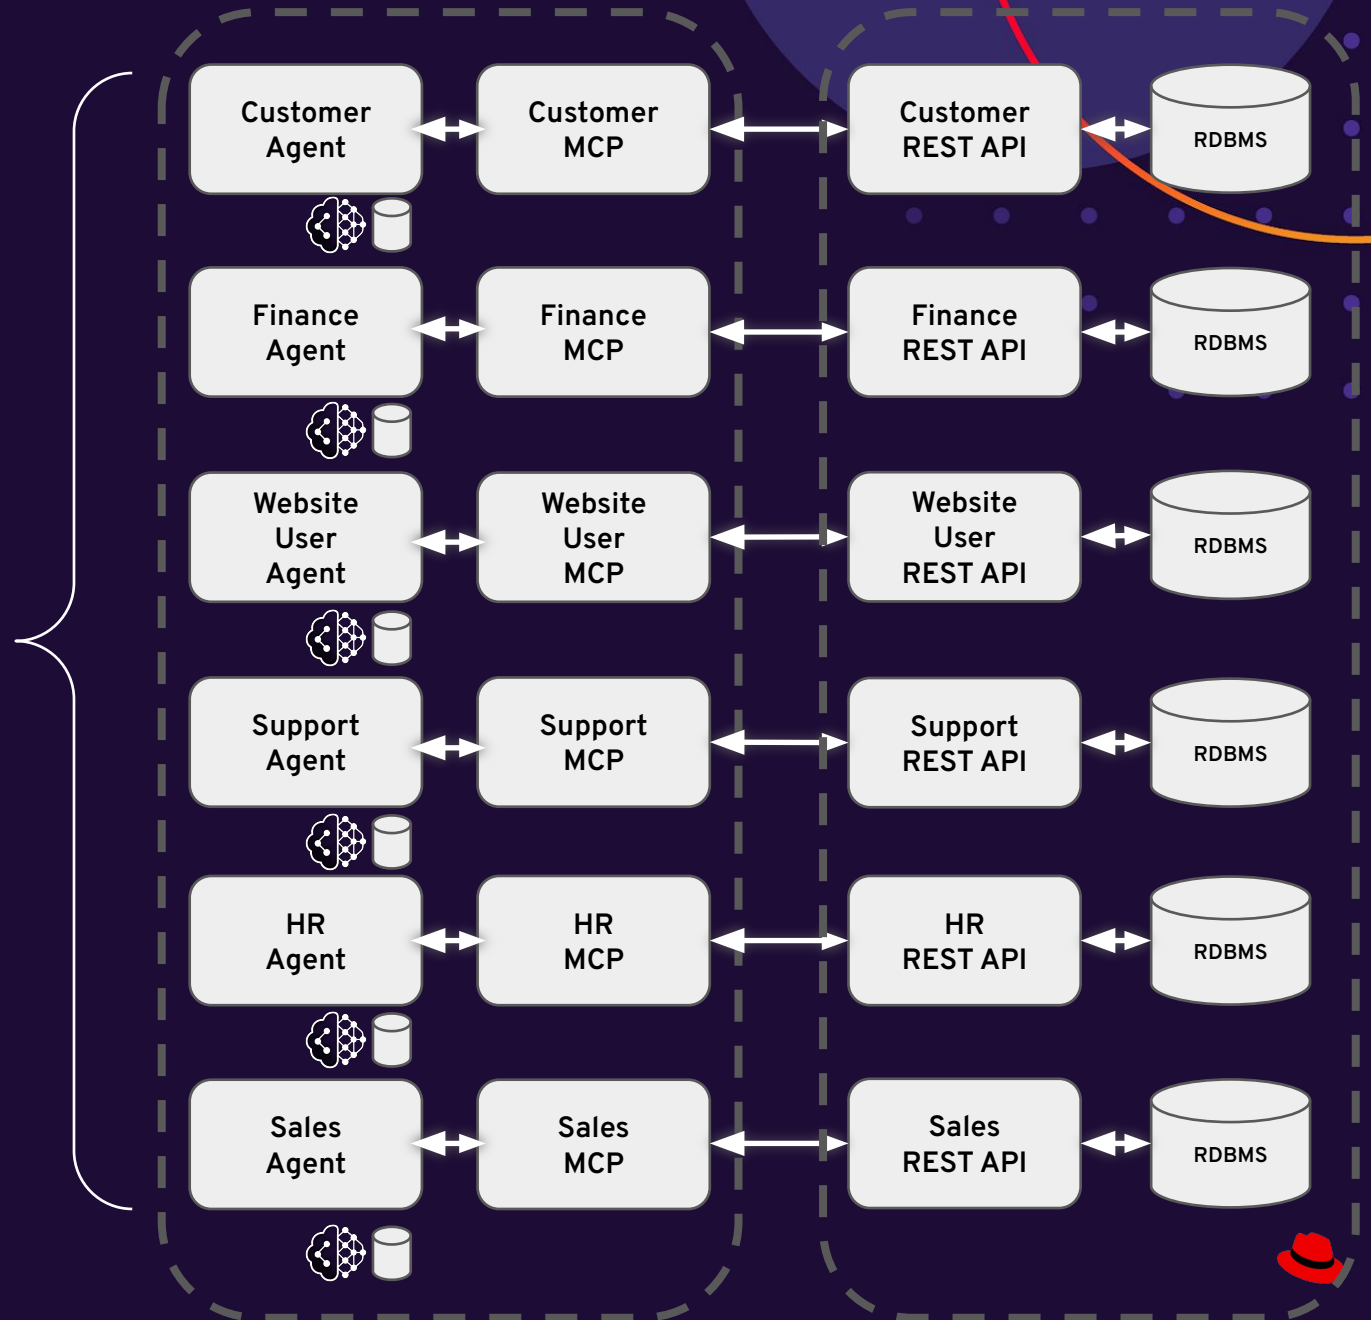 Customer
Agent
Customer
MCP
Customer
REST API
RDBMS
Finance
Agent
Finance
MCP
Finance
REST API
RDBMS
Website
User
Agent
Website
User
MCP
Website
User
REST API
RDBMS
Support
Agent
Support
MCP
Support
REST API
RDBMS
HR
Agent
HR
MCP
HR
REST API
RDBMS
Sales
Agent
Sales
MCP
Sales
REST API
RDBMS